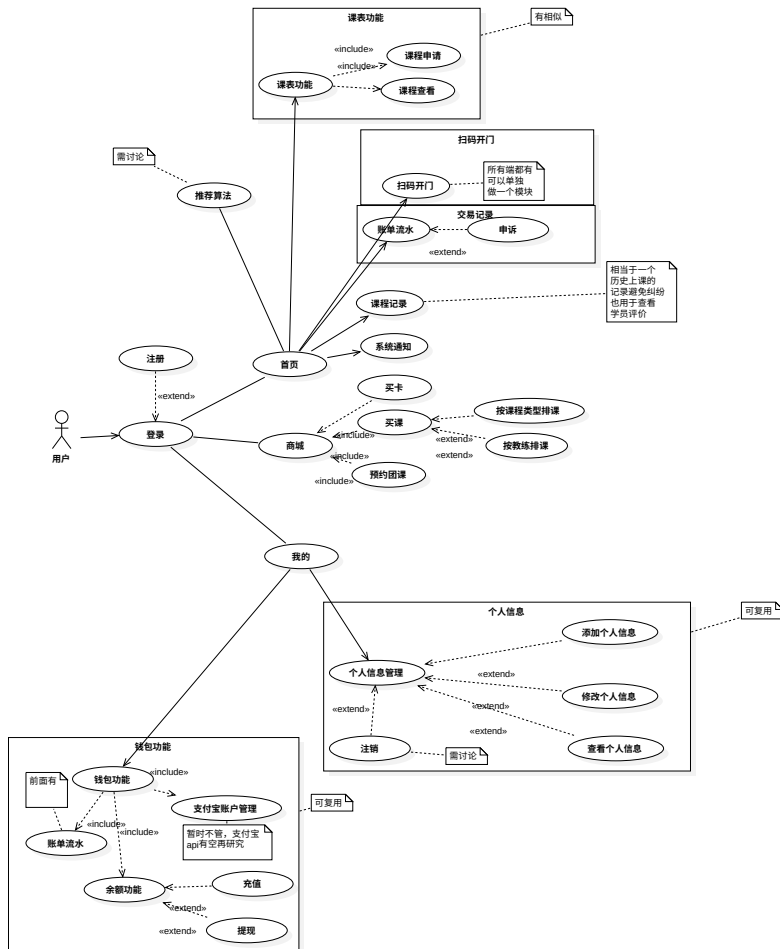 课表功能
有相似
«include»
课程申请
«include»
课表功能
课程查看
扫码开门
需讨论
所有端都有
可以单独
做一个模块
扫码开门
推荐算法
交易记录
账单流水
申诉
«extend»
相当于一个
历史上课的
记录避免纠纷
也用于查看
学员评价
课程记录
系统通知
注册
首页
买卡
«extend»
按课程类型排课
买课
用户
登录
«include»
«extend»
商城
按教练排课
«include»
«extend»
预约团课
«include»
我的
个人信息
可复用
添加个人信息
个人信息管理
«extend»
修改个人信息
«extend»
«extend»
«extend»
注销
查看个人信息
需讨论
钱包功能
«include»
前面有
钱包功能
可复用
支付宝账户管理
«include»
«include»
暂时不管，支付宝
api有空再研究
账单流水
余额功能
充值
«extend»
«extend»
提现